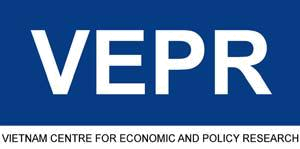 VEPR
VIETNAM CENTRE FOR ECONOMIC AND POLICY RESEARCH